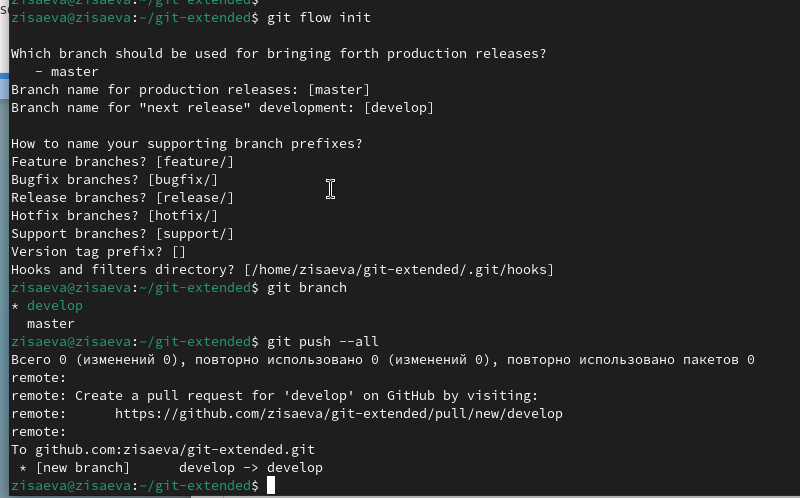 zisaeva@zisaeva:~/git-extended$
zisaeva@zisaeva:~/git-extended$ git flow init
Which branch should be used for bringing forth production releases?
   - master
Branch name for production releases: [master]
Branch name for "next release" development: [develop]
How to name your supporting branch prefixes?
Feature branches? [feature/]
Bugfix branches? [bugfix/]
Release branches? [release/]
Hotfix branches? [hotfix/]
Support branches? [support/]
Version tag prefix? []
Hooks and filters directory? [/home/zisaeva/git-extended/.git/hooks]
zisaeva@zisaeva:~/git-extended$ git branch
* develop
  master
zisaeva@zisaeva:~/git-extended$ git push --all
Всего 0 (изменений 0), повторно использовано 0 (изменений 0), повторно использовано пакетов 0
remote:
remote: Create a pull request for 'develop' on GitHub by visiting:
remote:      https://github.com/zisaeva/git-extended/pull/new/develop
remote:
To github.com:zisaeva/git-extended.git
 * [new branch]      develop -> develop
zisaeva@zisaeva:~/git-extended$